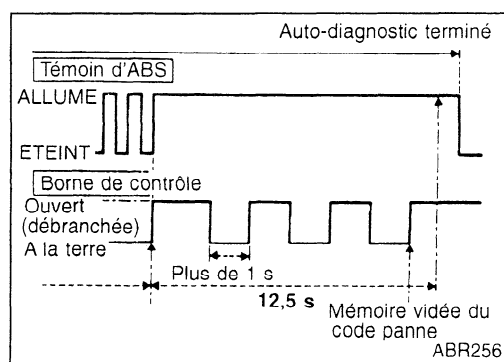 Auto-diagnostic terminé
Témoin d'ABS
ALLUME
ETEINT
Borne de contrôle
Ouvert
(débranchée)
A la terre
Plus de 1 s
12,5 s
Mémoire vidée du
code panne
ABR256